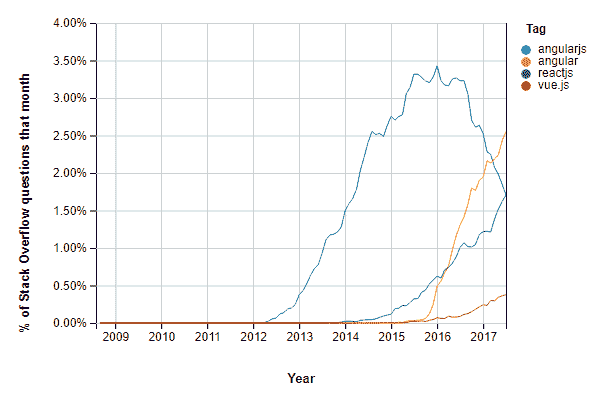 4.00%
3.50%
3.00%
2.50%
2.00%
1.50%
1.00%
0.50%
0.00%
% of Stack Overflow questions that month
2009 2010 2011 2012 2013 2014 2015 2016 2017
Year
Tag
angularjs
angular
reactjs
vue.js